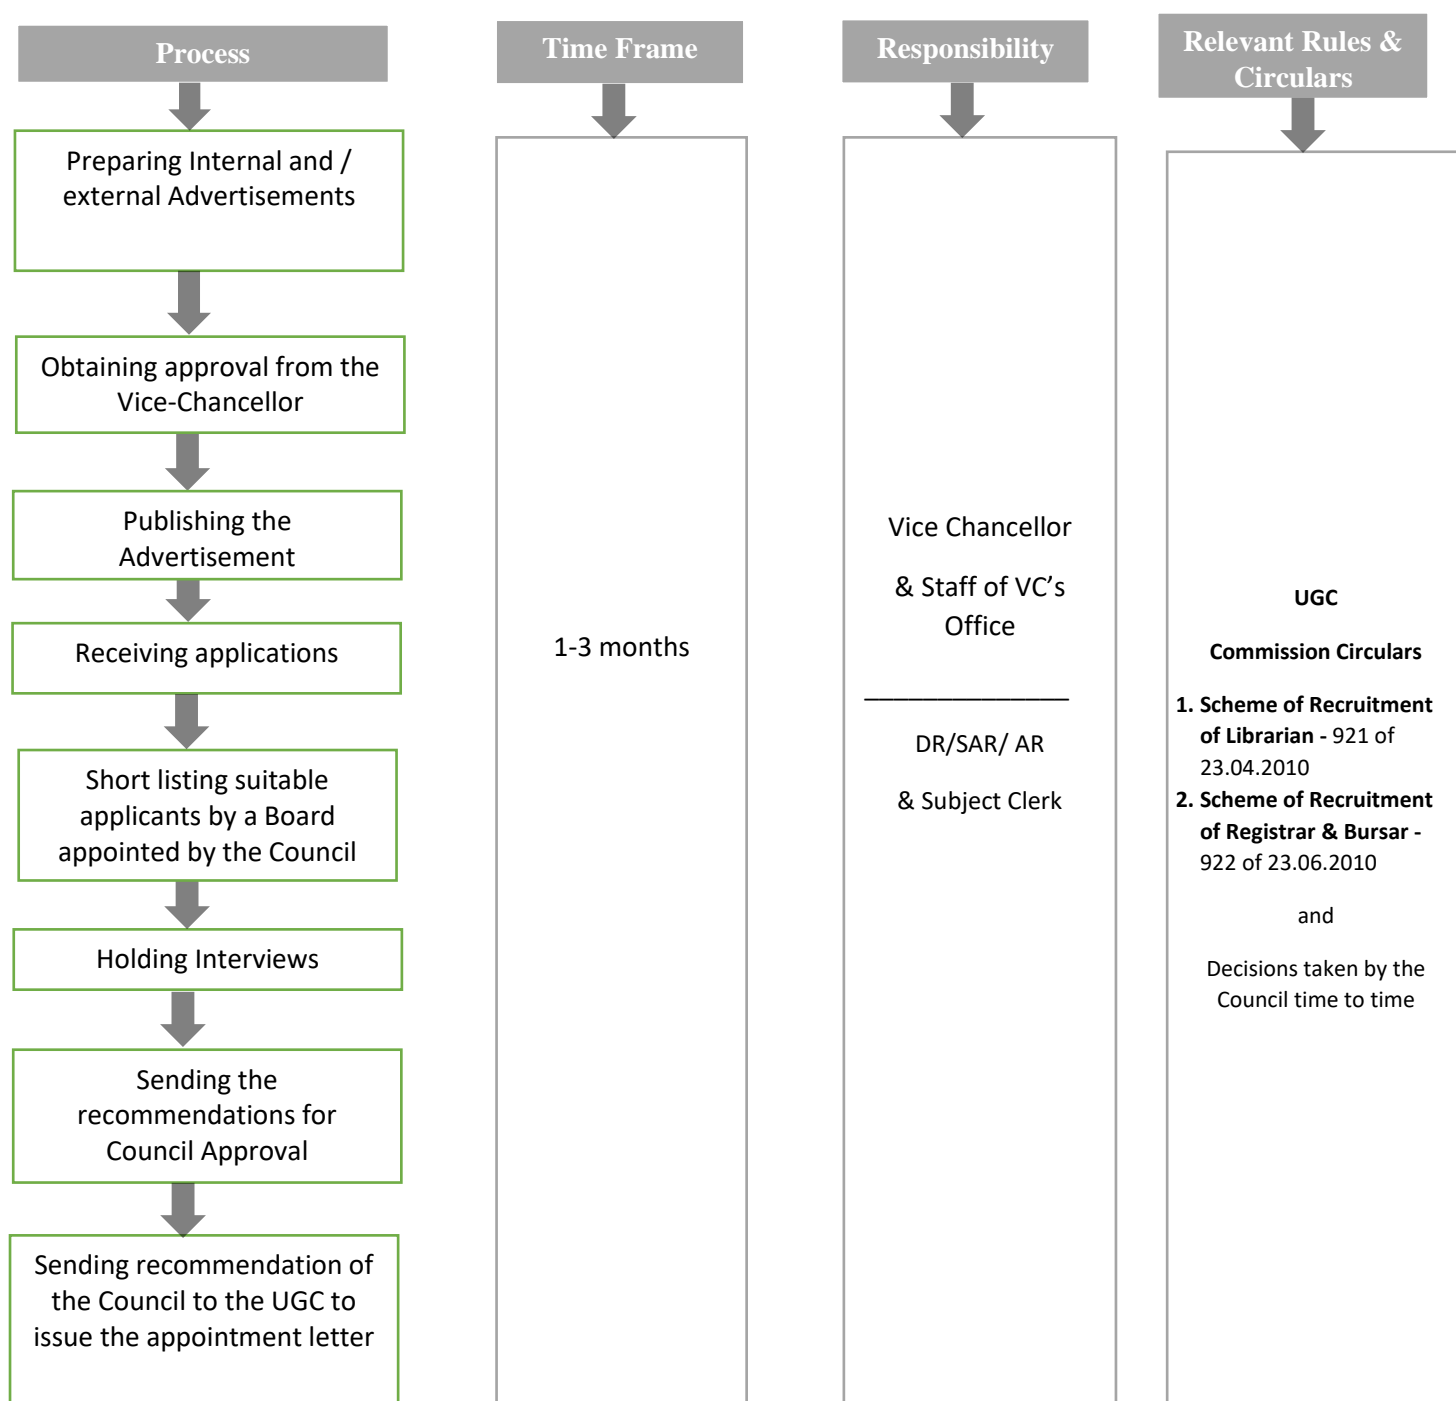 Process
Time Frame
Responsibility
Relevant Rules &
Circulars
Preparing Internal and /
external Advertisements
Obtaining approval from the
Vice-Chancellor
Publishing the
Advertisement
Receiving applications
Short listing suitable
applicants by a Board
appointed by the Council
Holding Interviews
Sending the
recommendations for
Council Approval
Sending recommendation of
the Council to the UGC to
issue the appointment letter
1-3 months
Vice Chancellor
& Staff of VC’s
Office
DR/SAR/ AR
& Subject Clerk
UGC
Commission Circulars
1. Scheme of Recruitment
of Librarian - 921 of
23.04.2010
2. Scheme of Recruitment
of Registrar & Bursar -
922 of 23.06.2010
and
Decisions taken by the
Council time to time